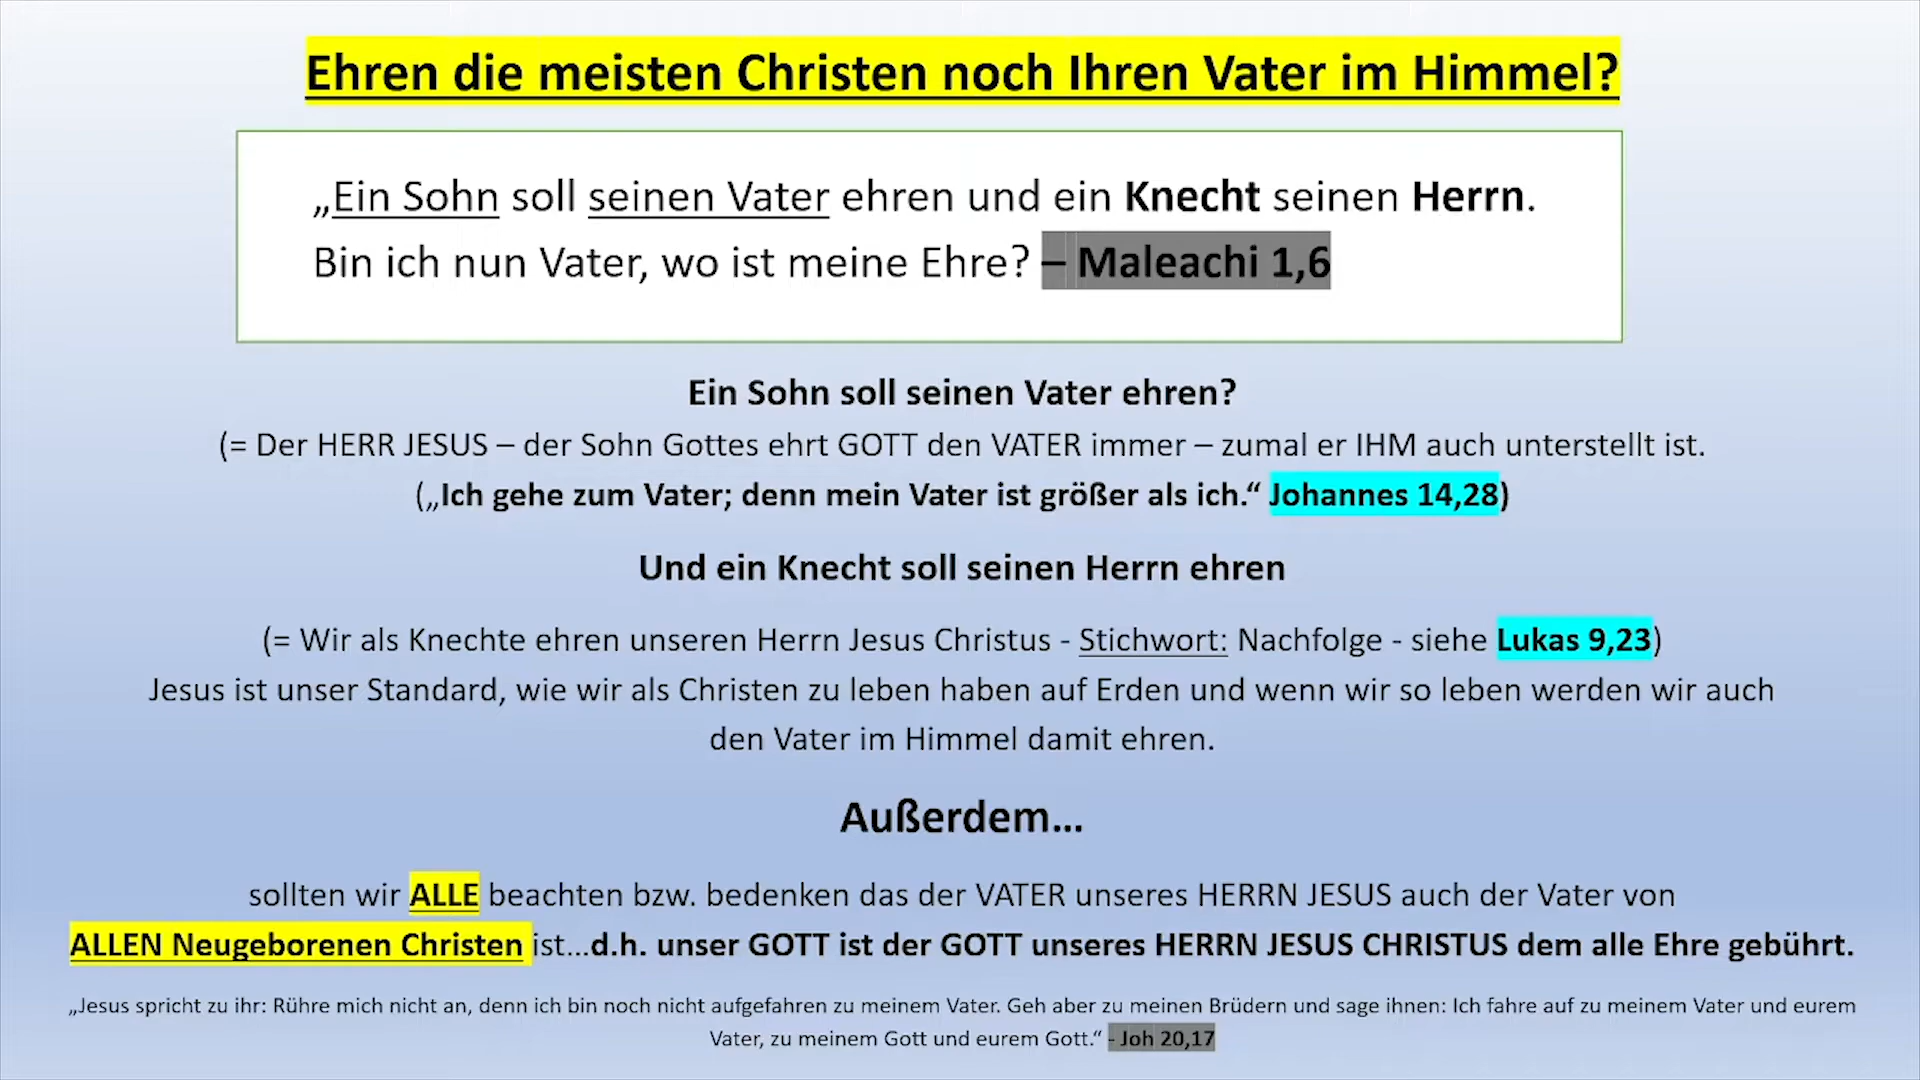 Ehren die meisten Christen noch Ihren Vater im Himmel?
„Ein Sohn soll seinen Vater ehren und ein Knecht seinen Herrn.
Bin ich nun Vater, wo ist meine Ehre? – Maleachi 1,6
Ein Sohn soll seinen Vater ehren?
(= Der HERR JESUS – der Sohn Gottes ehrt GOTT den VATER immer – zumal er IHM auch unterstellt ist.
(„Ich gehe zum Vater; denn mein Vater ist größer als ich.“ Johannes 14,28)
Und ein Knecht soll seinen Herrn ehren
(= Wir als Knechte ehren unseren Herrn Jesus Christus - Stichwort: Nachfolge - siehe Lukas 9,23)
Jesus ist unser Standard, wie wir als Christen zu leben haben auf Erden und wenn wir so leben werden wir auch
den Vater im Himmel damit ehren.
Außerdem...
sollten wir ALLE beachten bzw. bedenken das der VATER unseres HERRN JESUS auch der Vater von
ALLEN Neugeborenen Christen ist...d.h. unser GOTT ist der GOTT unseres HERRN JESUS CHRISTUS dem alle Ehre gebührt.
„Jesus spricht zu ihr: Rühre mich nicht an, denn ich bin noch nicht aufgefahren zu meinem Vater. Geh aber zu meinen Brüdern und sage ihnen: Ich fahre auf zu meinem Vater und eurem
Vater, zu meinem Gott und eurem Gott.“ - Joh 20,17